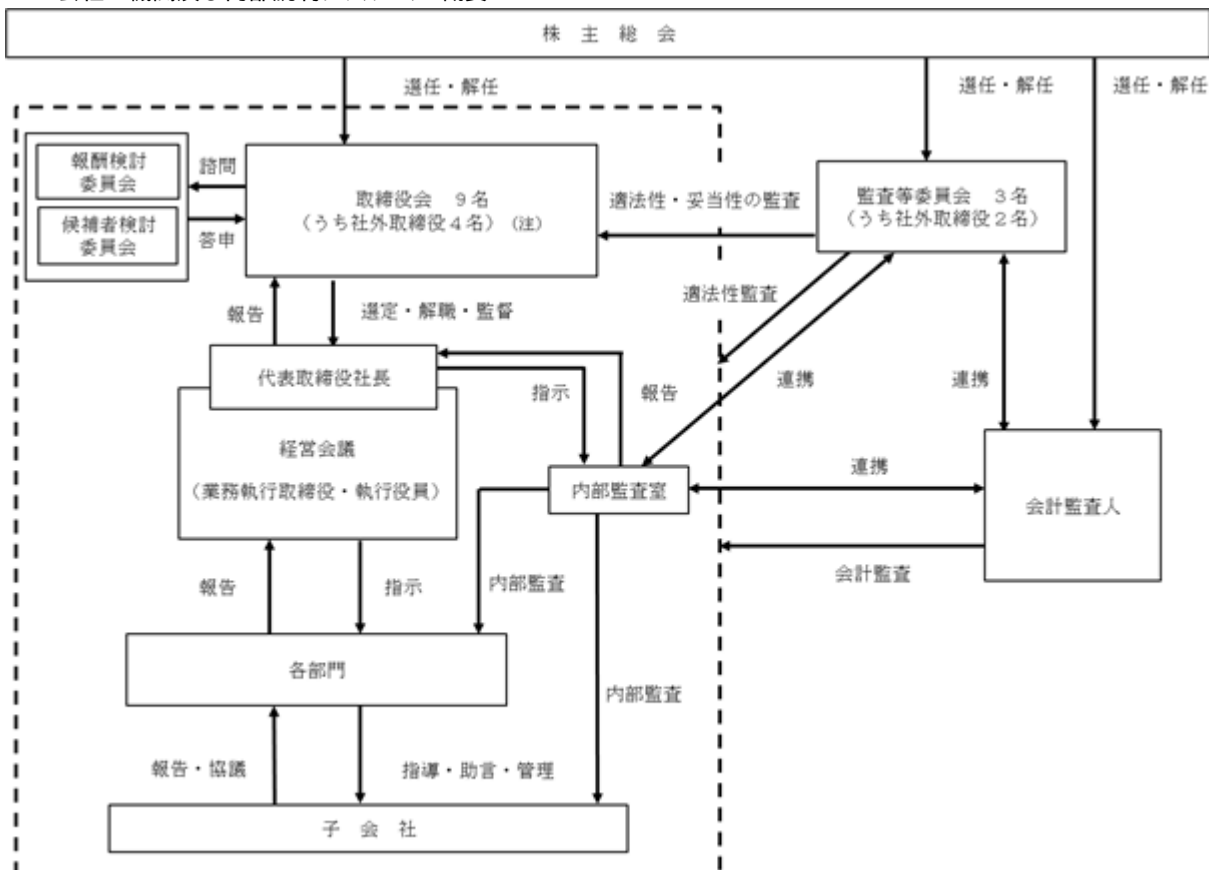 株 主 総 会
選任・解任
選任・解任
選任・解任
報酬検討
委員会
候補者検討
委員会
諮問
答申
取締役会 9名
(うち社外取締役4名)(注)
適法性・妥当性の監査
監査等委員会 3名
(うち社外取締役2名)
報告
選定・解職・監督
適法性監査
代表取締役社長
指示
報告
連携
連携
経営会議
(業務執行取締役・執行役員)
内部監査室
連携
会計監査人
会計監査
報告
指示
内部監査
各部門
内部監査
報告・協議
指導・助言・管理
子 会 社